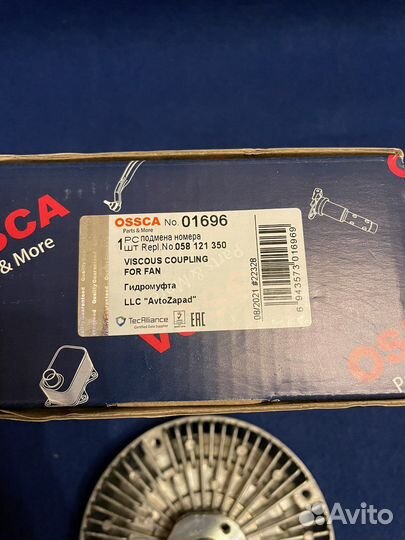 SSCA
& More
OSSCA No. 01696
Parts & More
1 PC подмена номера
ШТ Repl.No.058 121 350
VISCOUS COUPLING
FOR FAN
Гидромуфта
LLC "AvtoZapad"
TecAlliance
Certified Data Supplier
EAC
08/2021 #22328
6 943573 016969
OSSCA
Avito